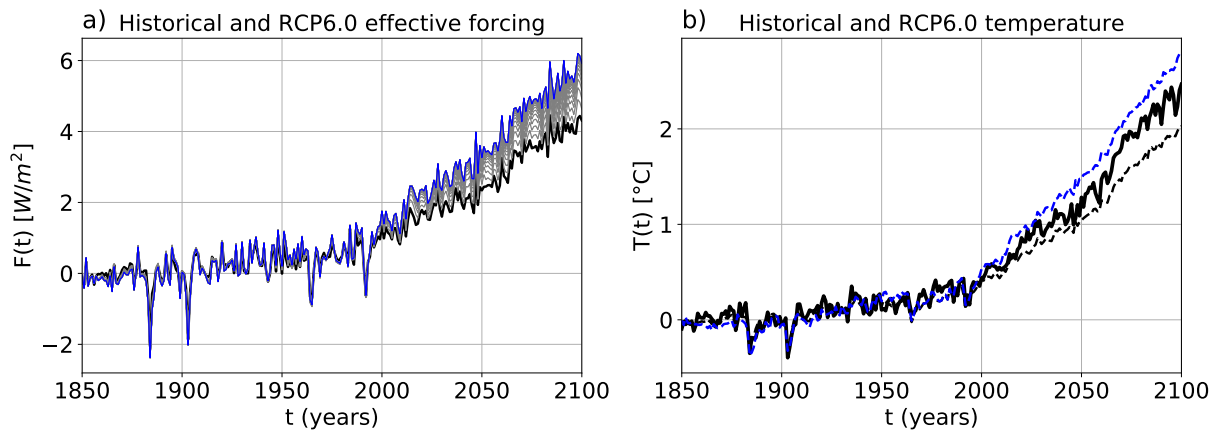 a) Historical and RCP6.0 effective forcing
F(t) [W/m²]
6
4
2
0
−2
1850 1900 1950 2000 2050 2100
t (years)
b) Historical and RCP6.0 temperature
T(t) [°C]
2
1
0
1850 1900 1950 2000 2050 2100
t (years)